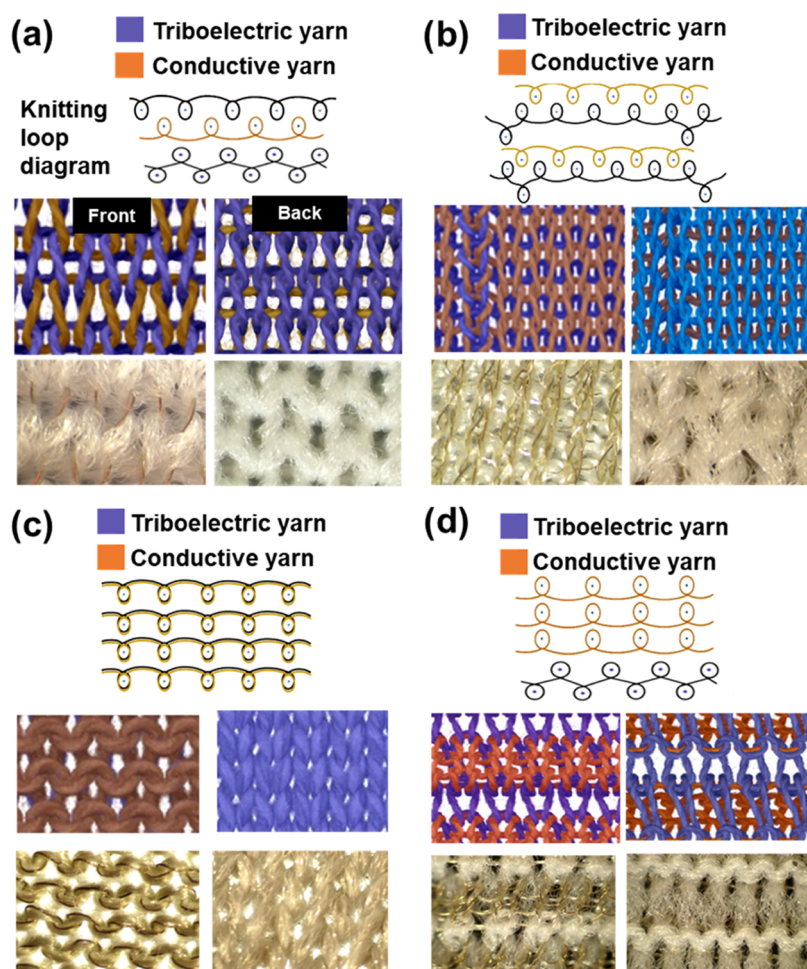 (a)
Triboelectric yarn
Conductive yarn
Knitting
loop
diagram
Front
Back
(b)
Triboelectric yarn
Conductive yarn
(c)
Triboelectric yarn
Conductive yarn
(d)
Triboelectric yarn
Conductive yarn